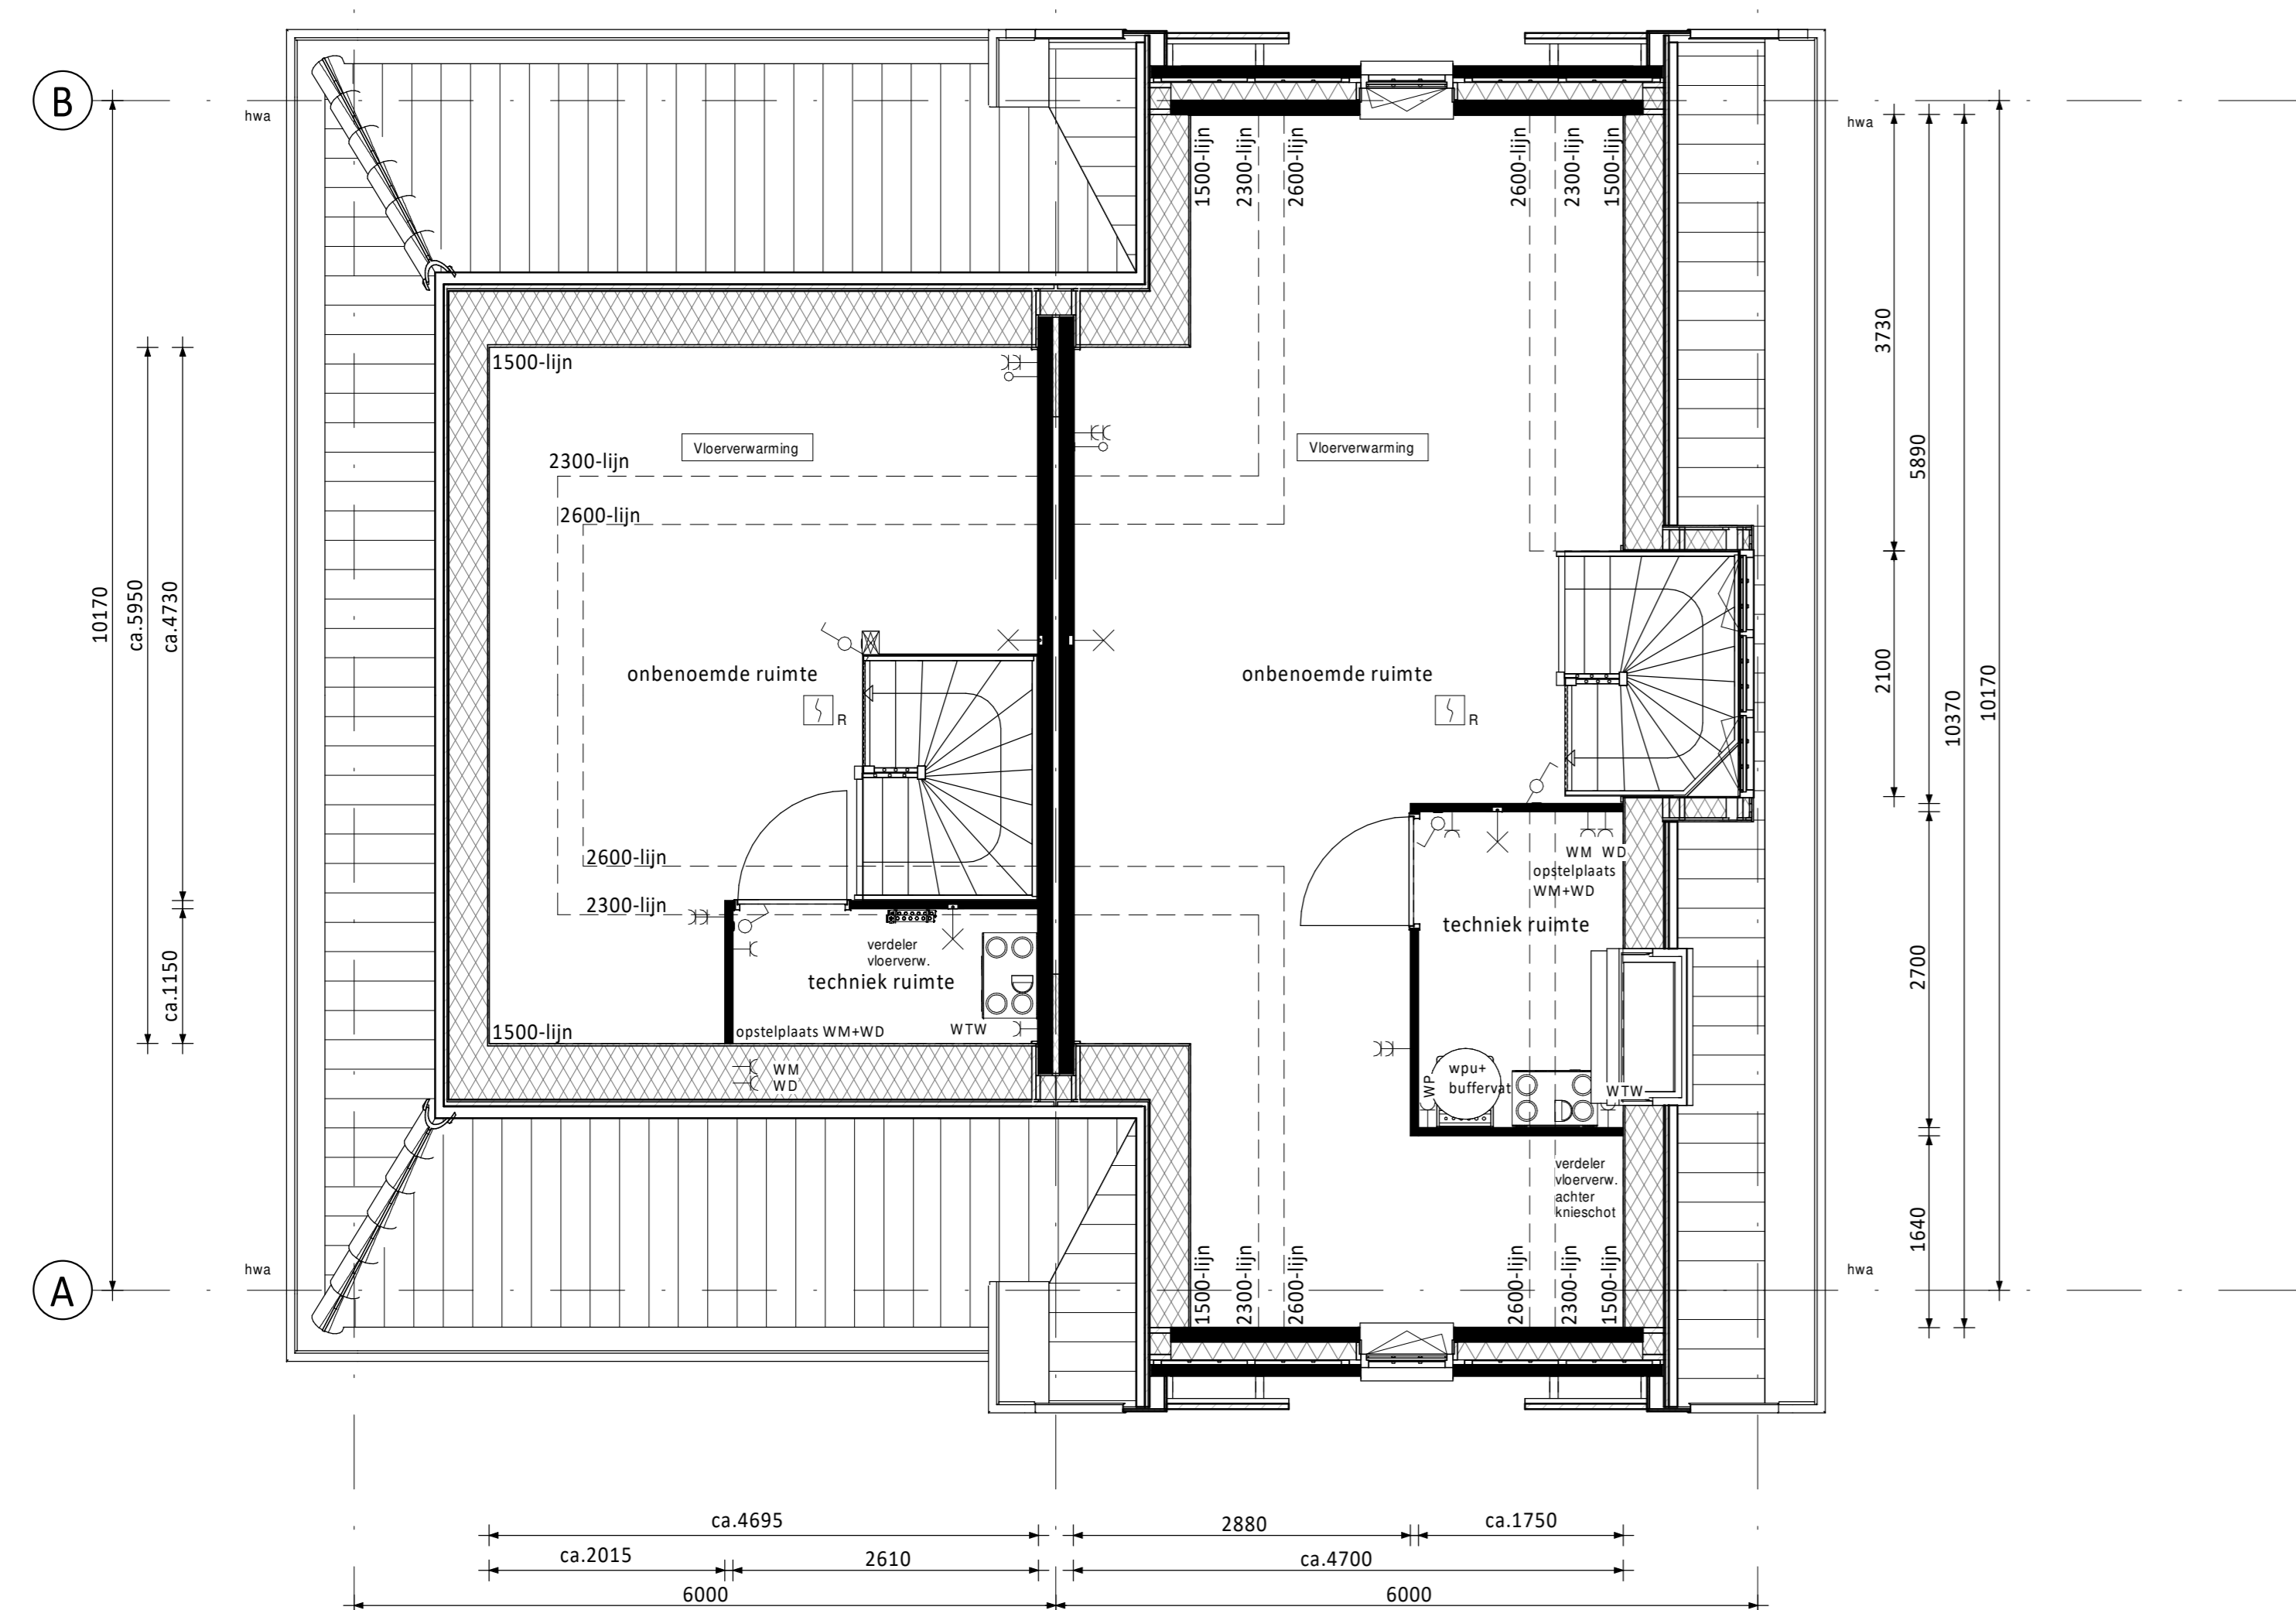 B
hwa
hwa
1500-lijn
2300-lijn
2600-lijn
2600-lijn
2300-lijn
1500-lijn
1500-lijn
Vloerverwarming
Vloerverwarming
2300-lijn
2600-lijn
3730
5890
10170
ca.5950
ca.4730
onbenoemde ruimte
onbenoemde ruimte
R
R
2100
10370
10170
2600-lijn
2300-lijn
WM WD
opstelplaats
WM+WD
techniek ruimte
verdeler
vloerverw.
techniek ruimte
ca.1150
2700
1500-lijn
opstelplaats WM+WD
WTW
WM
WD
WP
wpu+
buffervat
WTW
verdeler
vloerverw.
achter
knieschot
1640
hwa
hwa
A
1500-lijn
2300-lijn
2600-lijn
2600-lijn
2300-lijn
1500-lijn
ca.4695
2880
ca.1750
ca.2015
2610
ca.4700
6000
6000